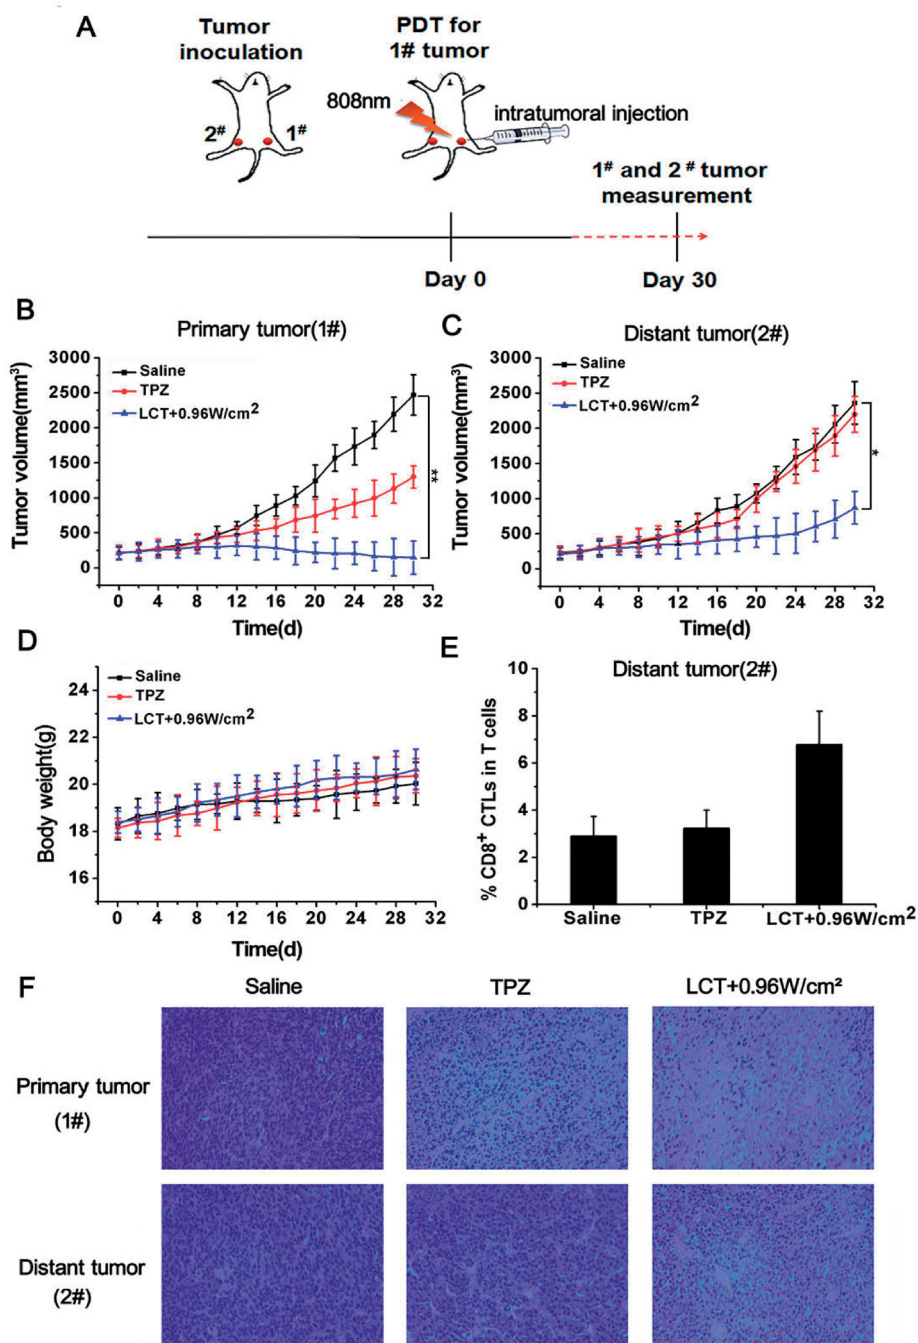 A
Tumor
inoculation
PDT for
1# tumor
808nm
intratumoral injection
2#
1#
1# and 2 # tumor
measurement
Day 0
Day 30
B
Primary tumor(1#)
Tumor volume(mm3)
3000
2500
2000
1500
1000
500
0
Saline
TPZ
LCT+0.96W/cm2
**
0 4 8 12 16 20 24 28 32
Time(d)
C
Distant tumor(2#)
Tumor volume(mm3)
3000
2500
2000
1500
1000
500
0
Saline
TPZ
LCT+0.96W/cm2
*
0 4 8 12 16 20 24 28 32
Time(d)
D
Body weight(g)
24
22
20
18
16
Saline
TPZ
LCT+0.96W/cm2
0 4 8 12 16 20 24 28 32
Time(d)
E
Distant tumor(2#)
% CD8+ CTLs in T cells
10
8
6
4
2
0
Saline TPZ LCT+0.96W/cm2
F
Saline TPZ LCT+0.96W/cm²
Primary tumor
(1#)
Distant tumor
(2#)